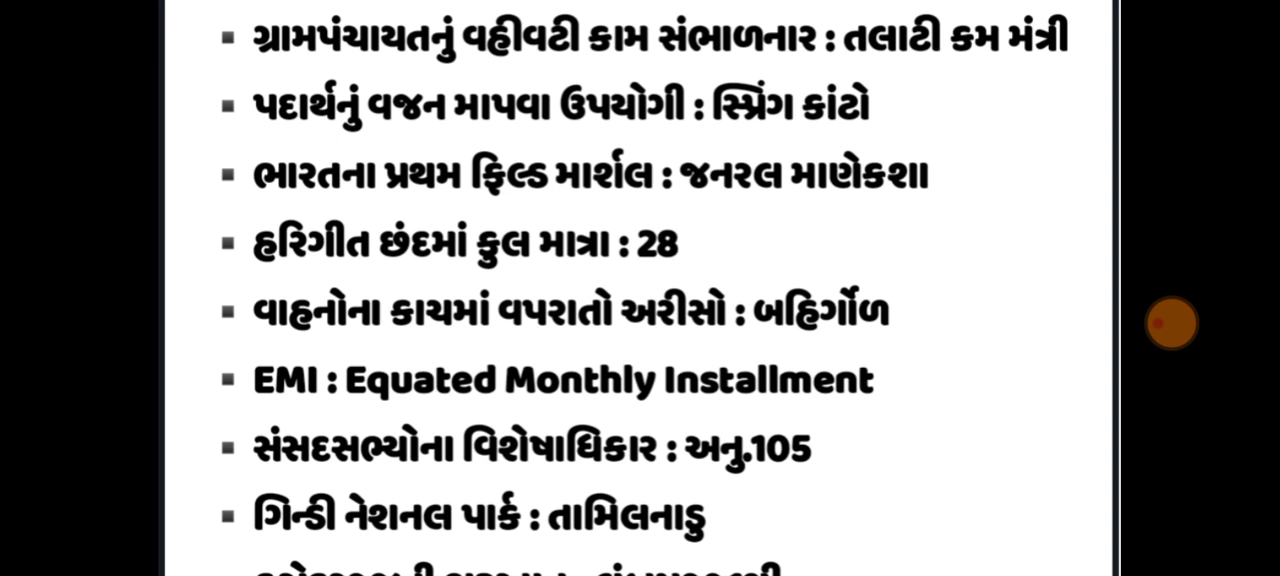 ▪ ગ્રામપંચાયતનું વહીવટી કામ સંભાળનાર : તલાટી કમ મંત્રી
▪ પદાર્થનું વજન માપવા ઉપયોગી : સ્પ્રિંગ કાંટો
▪ ભારતના પ્રથમ ફિલ્ડ માર્શલ : જનરલ માણેકશા
▪ હરિગીત છંદમાં કુલ માત્રા : 28
▪ વાહનોના કાચમાં વપરાતો અરીસો : બહિર્ગોળ
▪ EMI : Equated Monthly Installment
▪ સંસદસભ્યોના વિશેષાધિકાર : અનુ.105
▪ ગિન્ડી નેશનલ પાર્ક : તામિલનાડુ